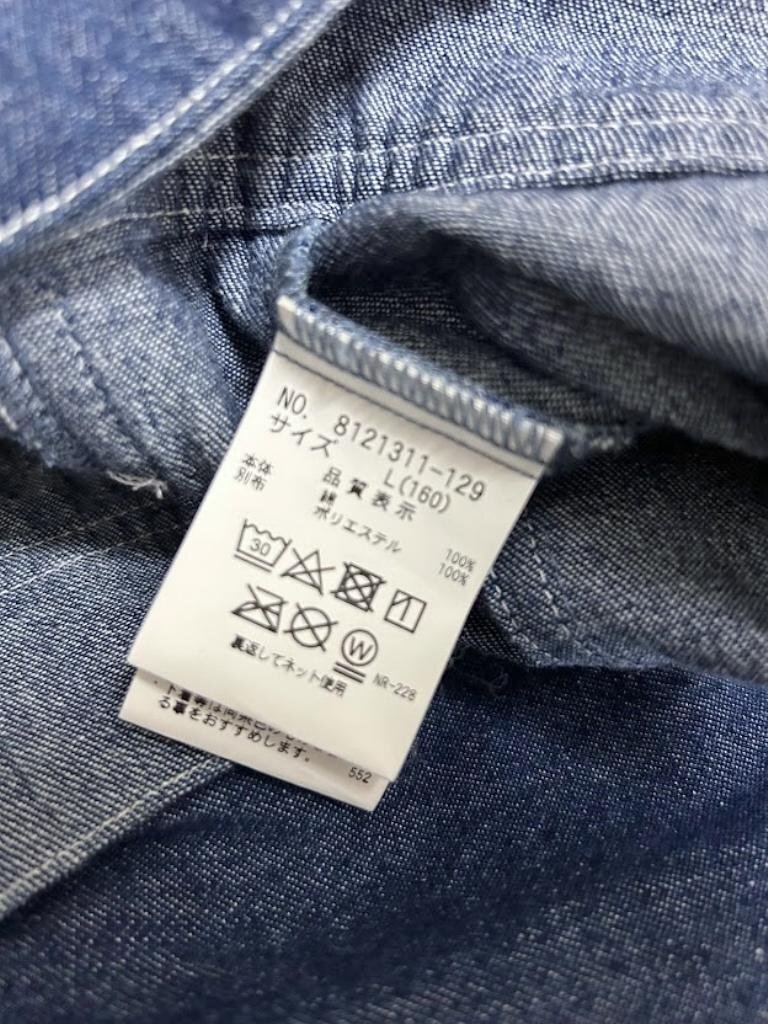 NO. 8121311-129
サイズ L(160)
品質表示
本体 綿 100%
別布 ポリエステル 100%
30
W
裏返してネット使用
NR-228
る事をおすすめします。
552